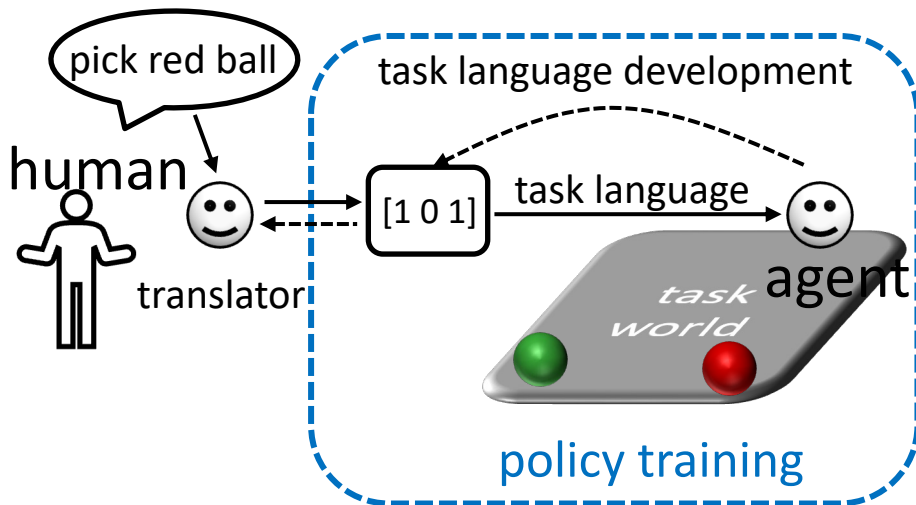 pick red ball
task language development
human
[1 0 1]
task language
translator
agent
task
world
policy training